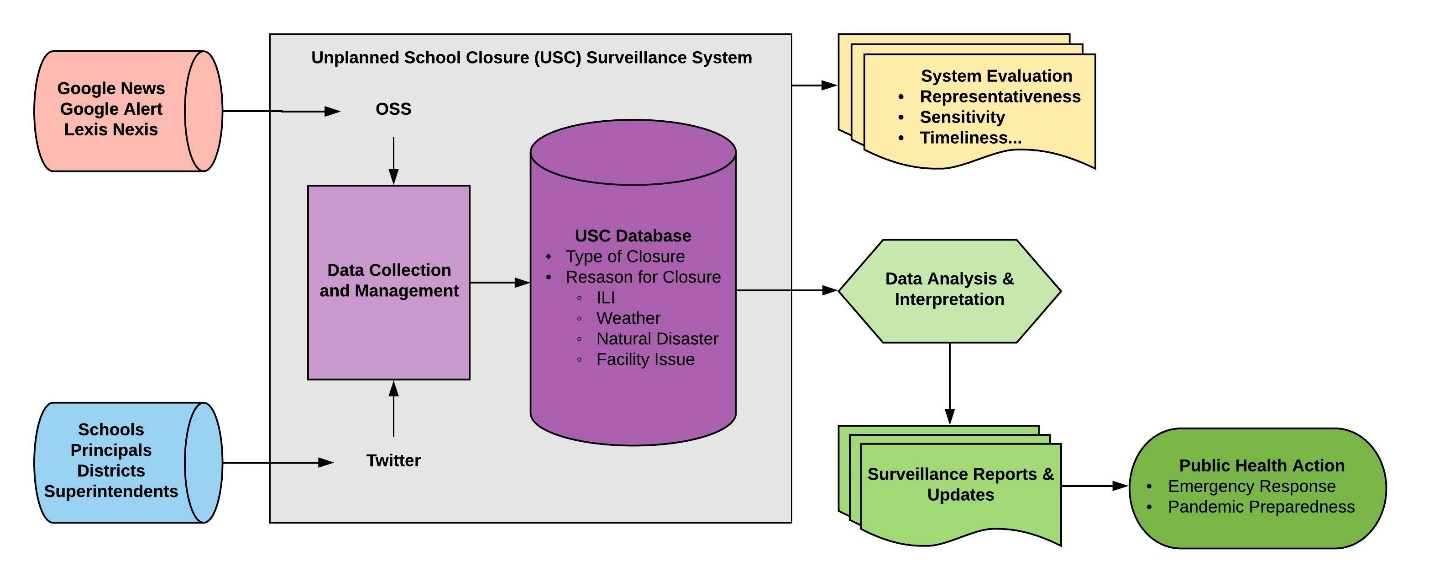 Unplanned School Closure (USC) Surveillance System
Google News
Google Alert
Lexis Nexis
OSS
Data Collection
and Management
Schools
Principals
Districts
Superintendents
Twitter
USC Database
• Type of Closure
• Resason for Closure
◦ ILI
◦ Weather
◦ Natural Disaster
◦ Facility Issue
System Evaluation
• Representativeness
• Sensitivity
• Timeliness...
Data Analysis &
Interpretation
Surveillance Reports &
Updates
Public Health Action
• Emergency Response
• Pandemic Preparedness